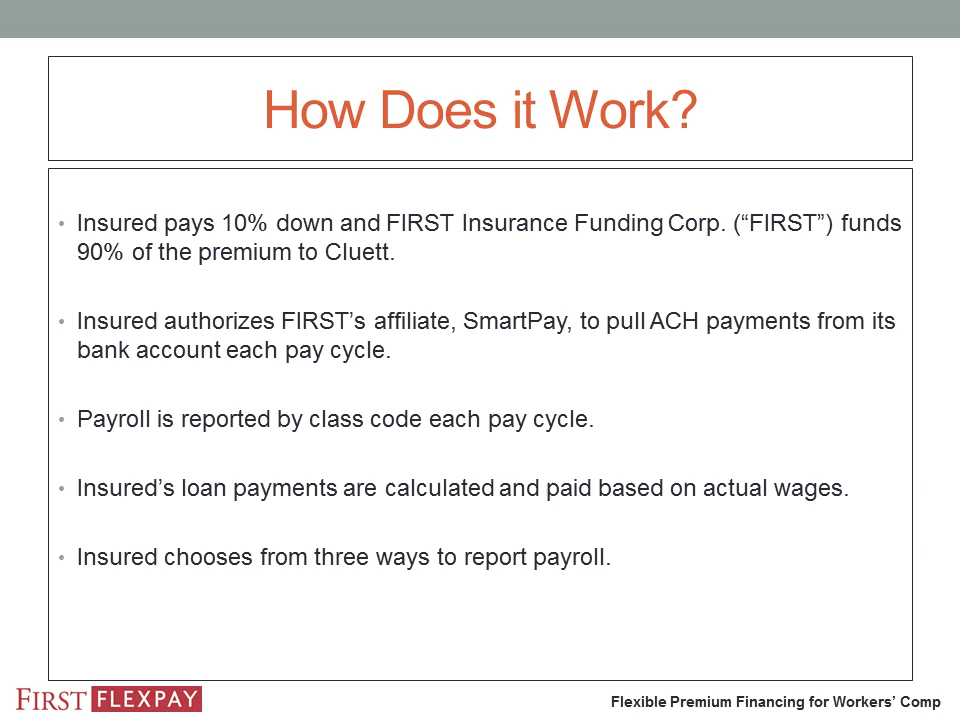 How Does it Work?
• Insured pays 10% down and FIRST Insurance Funding Corp. (“FIRST”) funds
90% of the premium to Cluett.
• Insured authorizes FIRST’s affiliate, SmartPay, to pull ACH payments from its
bank account each pay cycle.
• Payroll is reported by class code each pay cycle.
• Insured’s loan payments are calculated and paid based on actual wages.
• Insured chooses from three ways to report payroll.
FIRST FLEXPAY
Flexible Premium Financing for Workers’ Comp